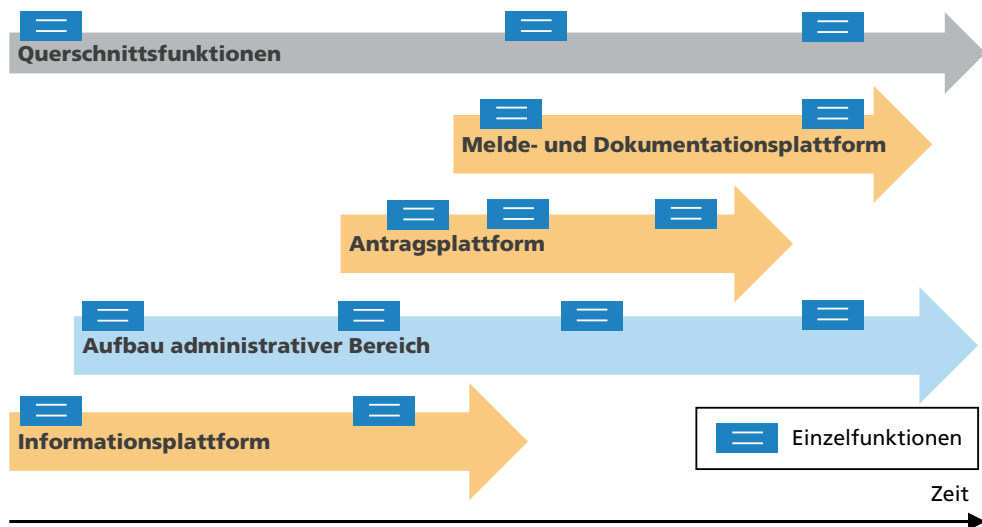 Querschnittsfunktionen
Melde- und Dokumentationsplattform
Antragsplattform
Aufbau administrativer Bereich
Informationsplattform
Einzelfunktionen
Zeit